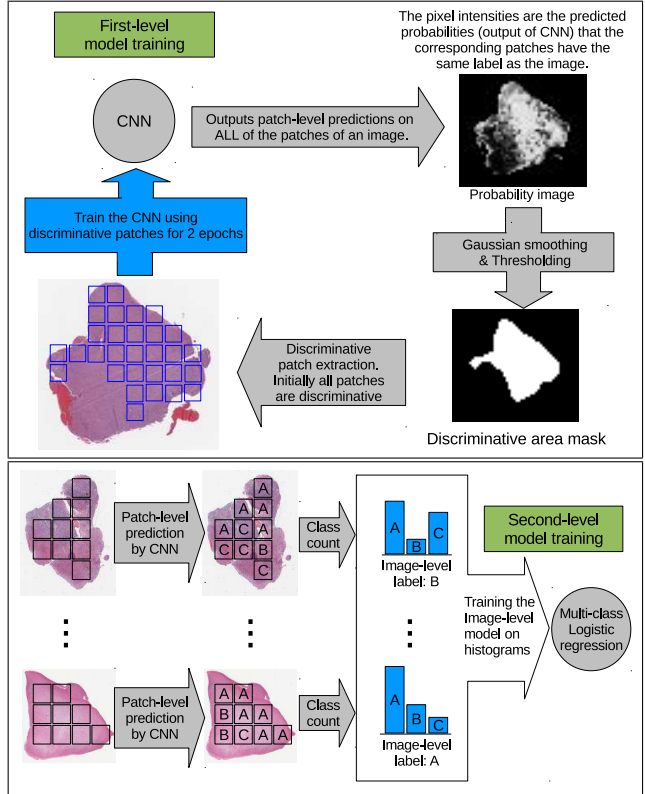 First-level
model training
The pixel intensities are the predicted
probabilities (output of CNN) that the
corresponding patches have the
same label as the image.
CNN
Outputs patch-level predictions on
ALL of the patches of an image.
Probability image
Train the CNN using
discriminative patches for 2 epochs
Gaussian smoothing
& Thresholding
Discriminative
patch extraction.
Initially all patches
are discriminative
Discriminative area mask
Patch-level
prediction
by CNN
A
A A
A C A
C C B
C
Class
count
A B C
Image-level
label: B
Second-level
model training
Training the
Image-level
model on
histograms
Multi-class
Logistic
regression
Patch-level
prediction
by CNN
A A
B A A
B C A A
Class
count
A B C
Image-level
label: A